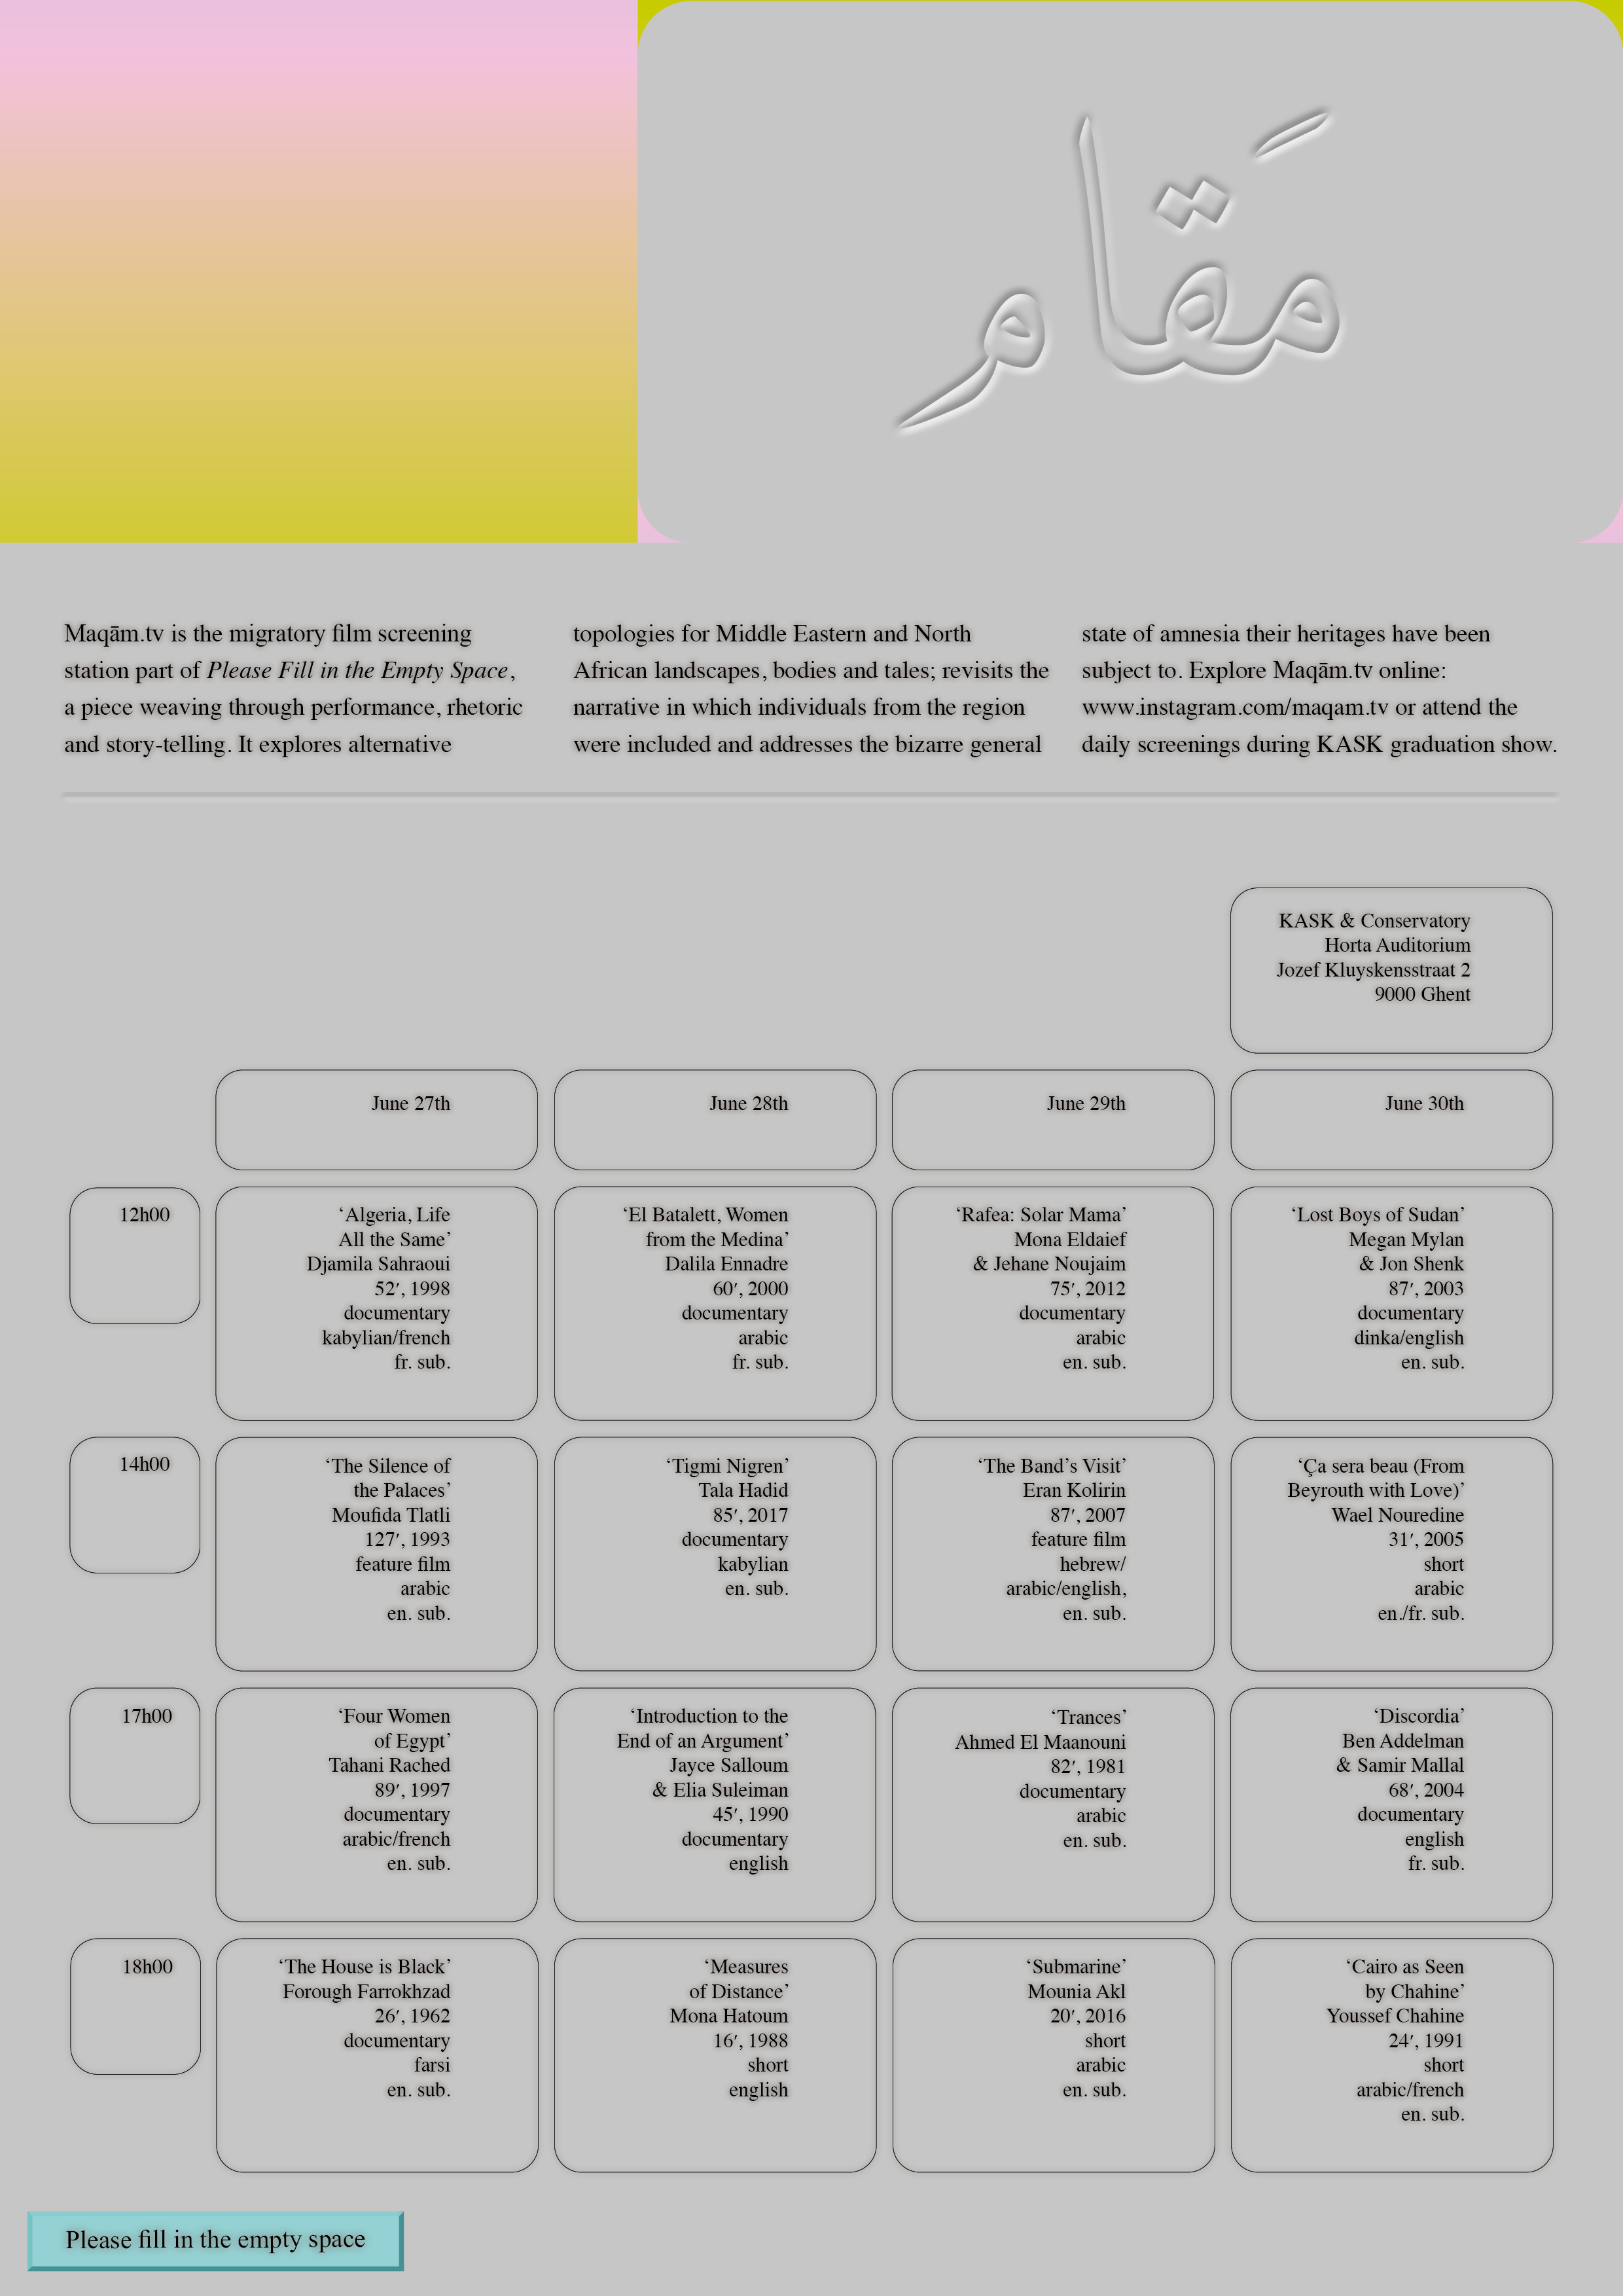 مَقام
Maqām.tv is the migratory film screening
station part of Please Fill in the Empty Space,
a piece weaving through performance, rhetoric
and story-telling. It explores alternative
topologies for Middle Eastern and North
African landscapes, bodies and tales; revisits the
narrative in which individuals from the region
were included and addresses the bizarre general
state of amnesia their heritages have been
subject to. Explore Maqām.tv online:
www.instagram.com/maqam.tv or attend the
daily screenings during KASK graduation show.
KASK & Conservatory
Horta Auditorium
Jozef Kluyskensstraat 2
9000 Ghent
June 27th
June 28th
June 29th
June 30th
12h00
‘Algeria, Life
All the Same’
Djamila Sahraoui
52′, 1998
documentary
kabylian/french
fr. sub.
‘El Batalett, Women
from the Medina’
Dalila Ennadre
60′, 2000
documentary
arabic
fr. sub.
‘Rafea: Solar Mama’
Mona Eldaief
& Jehane Noujaim
75′, 2012
documentary
arabic
en. sub.
‘Lost Boys of Sudan’
Megan Mylan
& Jon Shenk
87′, 2003
documentary
dinka/english
en. sub.
14h00
‘The Silence of
the Palaces’
Moufida Tlatli
127′, 1993
feature film
arabic
en. sub.
‘Tigmi Nigren’
Tala Hadid
85′, 2017
documentary
kabylian
en. sub.
‘The Band’s Visit’
Eran Kolirin
87′, 2007
feature film
hebrew/
arabic/english,
en. sub.
‘Ça sera beau (From
Beyrouth with Love)’
Wael Nouredine
31′, 2005
short
arabic
en./fr. sub.
17h00
‘Four Women
of Egypt’
Tahani Rached
89′, 1997
documentary
arabic/french
en. sub.
‘Introduction to the
End of an Argument’
Jayce Salloum
& Elia Suleiman
45′, 1990
documentary
english
‘Trances’
Ahmed El Maanouni
82′, 1981
documentary
arabic
en. sub.
‘Discordia’
Ben Addelman
& Samir Mallal
68′, 2004
documentary
english
fr. sub.
18h00
‘The House is Black’
Forough Farrokhzad
26′, 1962
documentary
farsi
en. sub.
‘Measures
of Distance’
Mona Hatoum
16′, 1988
short
english
‘Submarine’
Mounia Akl
20′, 2016
short
arabic
en. sub.
‘Cairo as Seen
by Chahine’
Youssef Chahine
24′, 1991
short
arabic/french
en. sub.
Please fill in the empty space